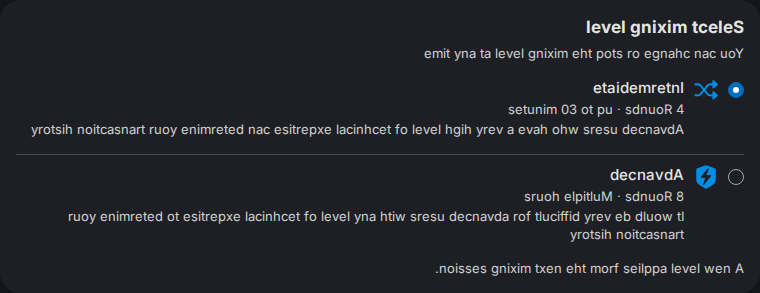 Select mixing level
You can change or stop the mixing level at any time
Intermediate
4 Rounds · up to 30 minutes
Advanced users who have a very high level of technical expertise can determine your transaction history
Advanced
8 Rounds · Multiple hours
It would be very difficult for advanced users with any level of technical expertise to determine your
transaction history
A new level applies from the next mixing session.